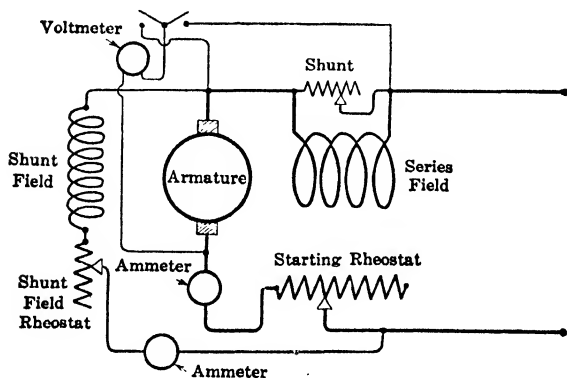 Voltmeter
Shunt
Shunt
Field
Armature
Series
Field
Ammeter
Starting Rheostat
Shunt
Field
Rheostat
Ammeter